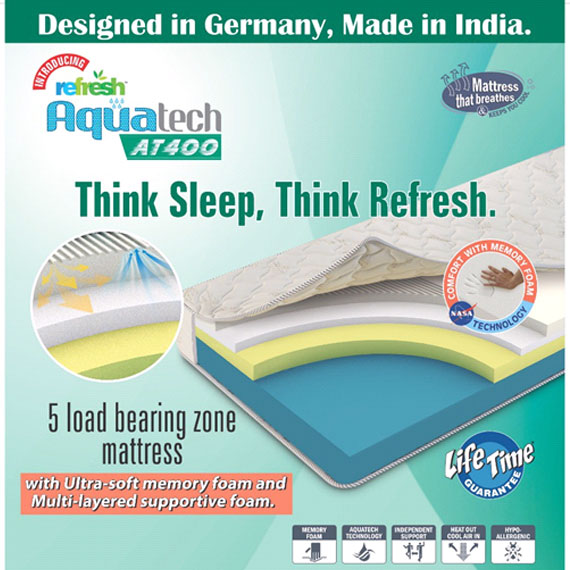 Designed in Germany, Made in India.
INTRODUCING
refresh
Aquatech
AT400
Mattress
that breathes
& KEEPS YOU COOL
Think Sleep, Think Refresh.
COMFORT WITH MEMORY FOAM
NASA
TECHNOLOGY
5 load bearing zone
mattress
with Ultra-soft memory foam and
Multi-layered supportive foam.
Life Time
GUARANTEE
MEMORY
FOAM
AQUATECH
TECHNOLOGY
INDEPENDENT
SUPPORT
HEAT OUT
COOL AIR IN
HYPO-
ALLERGENIC